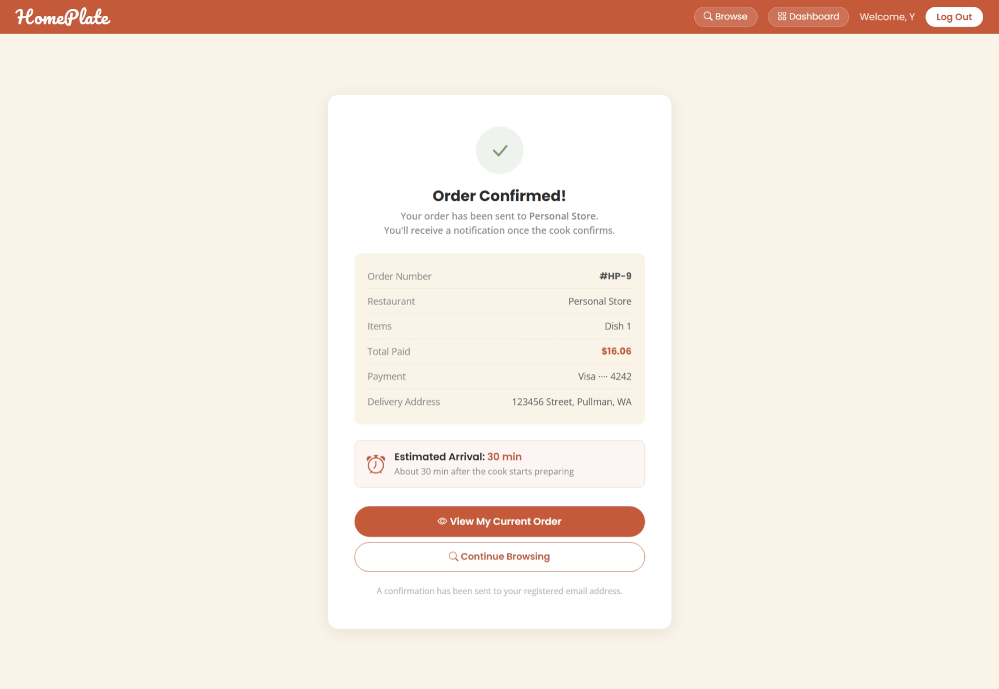 HomePlate
Browse
Dashboard
Welcome, Y
Log Out
Order Confirmed!
Your order has been sent to Personal Store.
You'll receive a notification once the cook confirms.
Order Number #HP-9
Restaurant Personal Store
Items Dish 1
Total Paid $16.06
Payment Visa ···· 4242
Delivery Address 123456 Street, Pullman, WA
Estimated Arrival: 30 min
About 30 min after the cook starts preparing
View My Current Order
Continue Browsing
A confirmation has been sent to your registered email address.